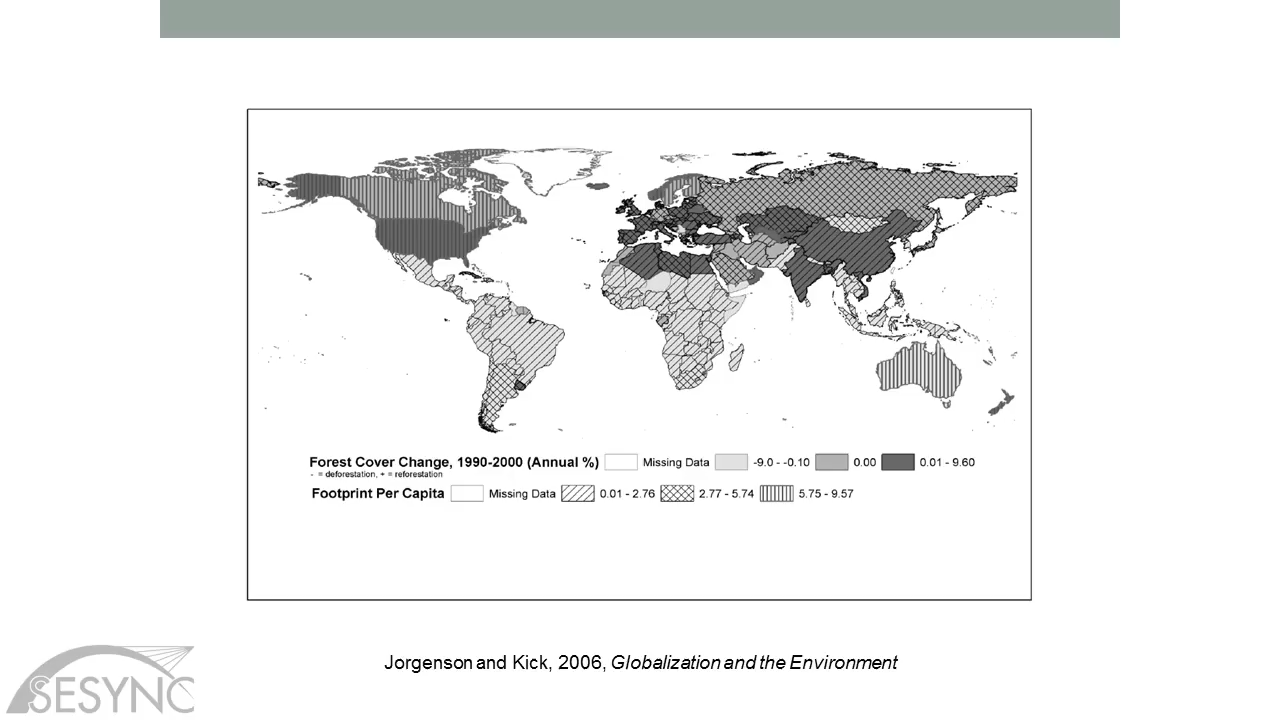 Forest Cover Change, 1990-2000 (Annual %) Missing Data -9.0 - -0.10 0.00 0.01 - 9.60
- = deforestation, + = reforestation
Footprint Per Capita Missing Data 0.01 - 2.76 2.77 - 5.74 5.75 - 9.57
Jorgenson and Kick, 2006, Globalization and the Environment
SESYNC